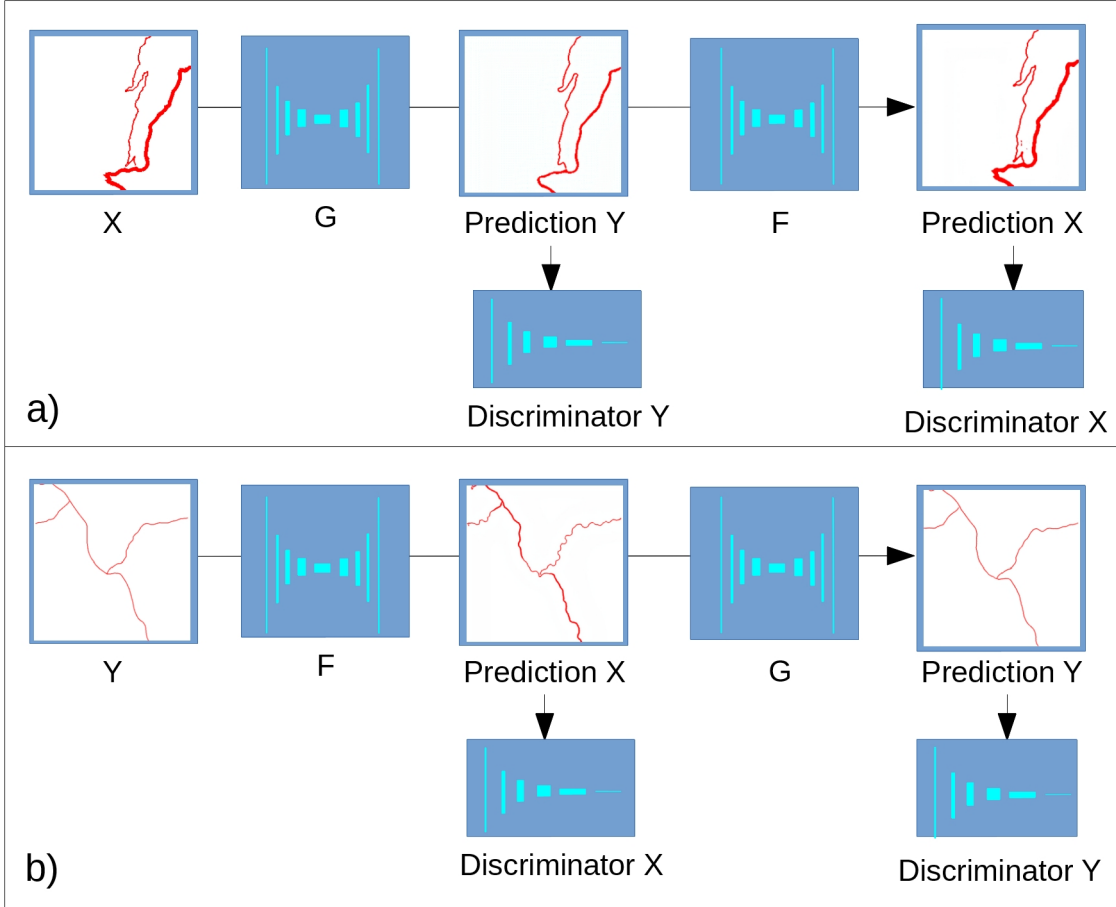 X
G
Prediction Y
F
Prediction X
Discriminator Y
Discriminator X
a)
Y
F
Prediction X
G
Prediction Y
Discriminator X
Discriminator Y
b)